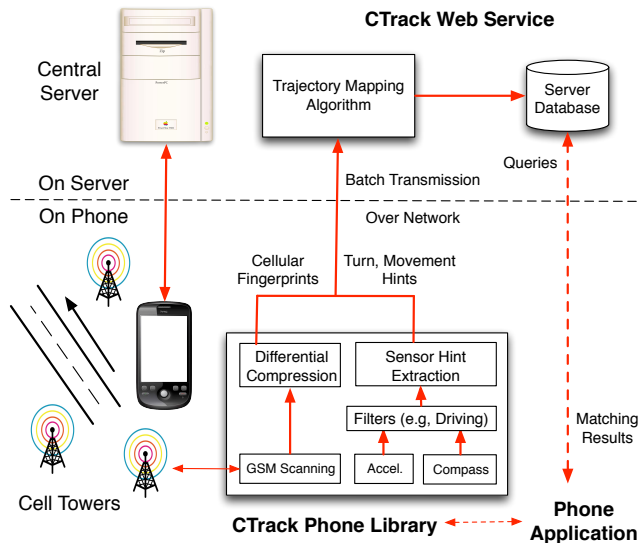 CTrack Web Service
Central
Server
Trajectory Mapping
Algorithm
Server
Database
Queries
Batch Transmission
On Server
On Phone
Over Network
Cellular
Fingerprints
Turn, Movement
Hints
Differential
Compression
Sensor Hint
Extraction
Filters (e.g, Driving)
GSM Scanning
Accel.
Compass
Matching
Results
Cell Towers
CTrack Phone Library
Phone
Application